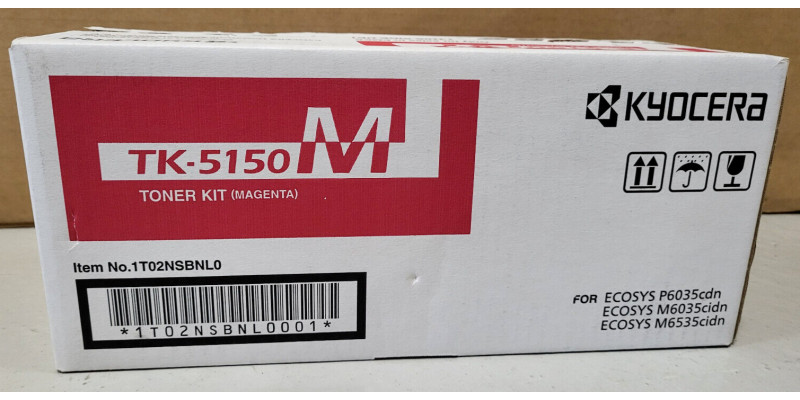 KYOCERA
TK-5150 M
TONER KIT (MAGENTA)
Item No.1T02NSBNL0
*1T02NSBNL0001*
FOR ECOSYS P6035cdn
ECOSYS M6035cidn
ECOSYS M6535cidn